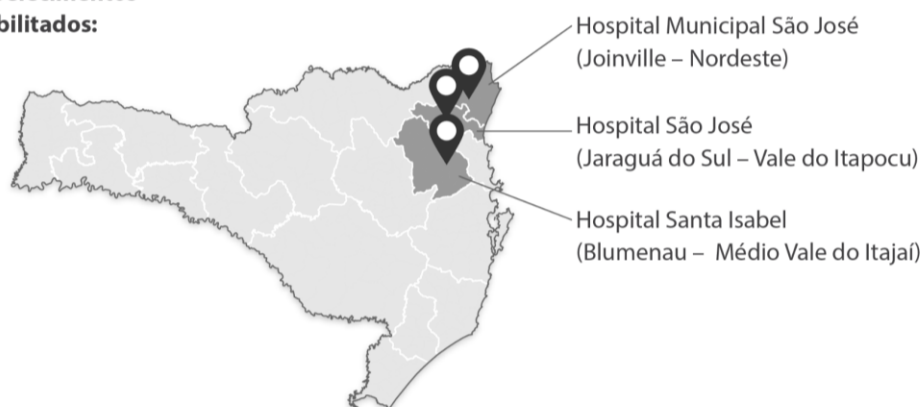 bilitados:
Hospital Municipal São José
(Joinville – Nordeste)
Hospital São José
(Jaraguá do Sul – Vale do Itapocu)
Hospital Santa Isabel
(Blumenau – Médio Vale do Itajaí)